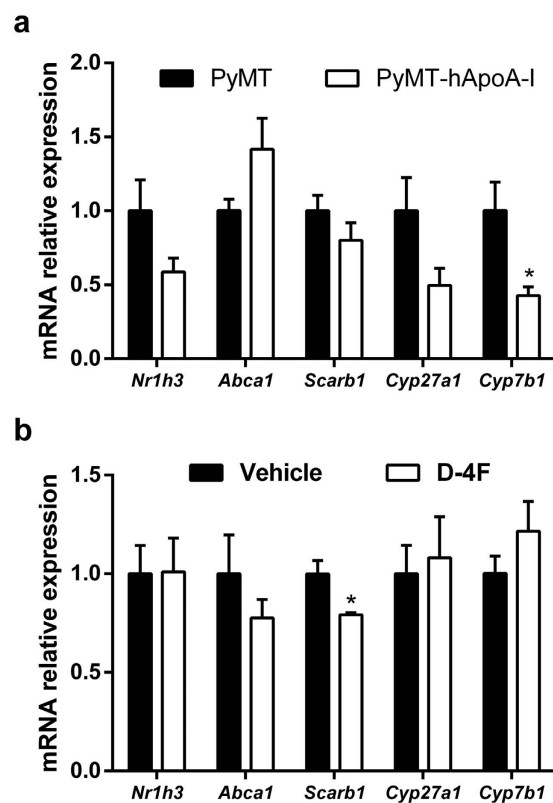 a
mRNA relative expression
PyMT PyMT-hApoA-I
2.0
1.5
1.0
0.5
0.0
*
Nr1h3 Abca1 Scarb1 Cyp27a1 Cyp7b1
b
mRNA relative expression
Vehicle D-4F
1.5
1.0
0.5
0.0
*
Nr1h3 Abca1 Scarb1 Cyp27a1 Cyp7b1